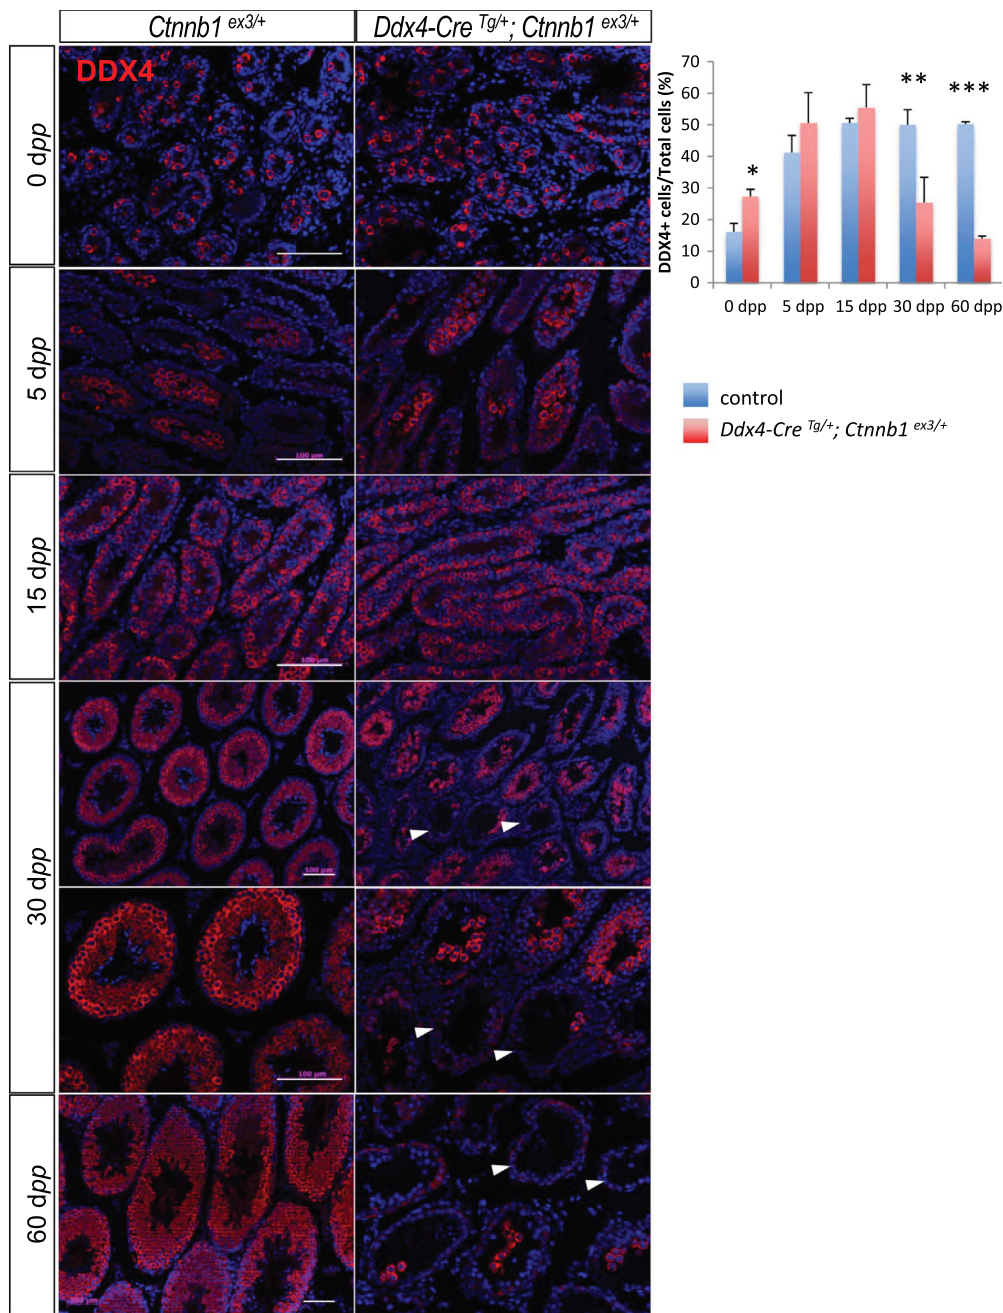 Ctnnb1 ex3/+
Ddx4-Cre Tg/+; Ctnnb1 ex3/+
DDX4
0 dpp
5 dpp
100 µm
15 dpp
100 µm
30 dpp
100 µm
100 µm
60 dpp
DDX4+ cells/Total cells (%)
70
60
50
40
30
20
10
0
*
**
***
0 dpp 5 dpp 15 dpp 30 dpp 60 dpp
control
Ddx4-Cre Tg/+; Ctnnb1 ex3/+